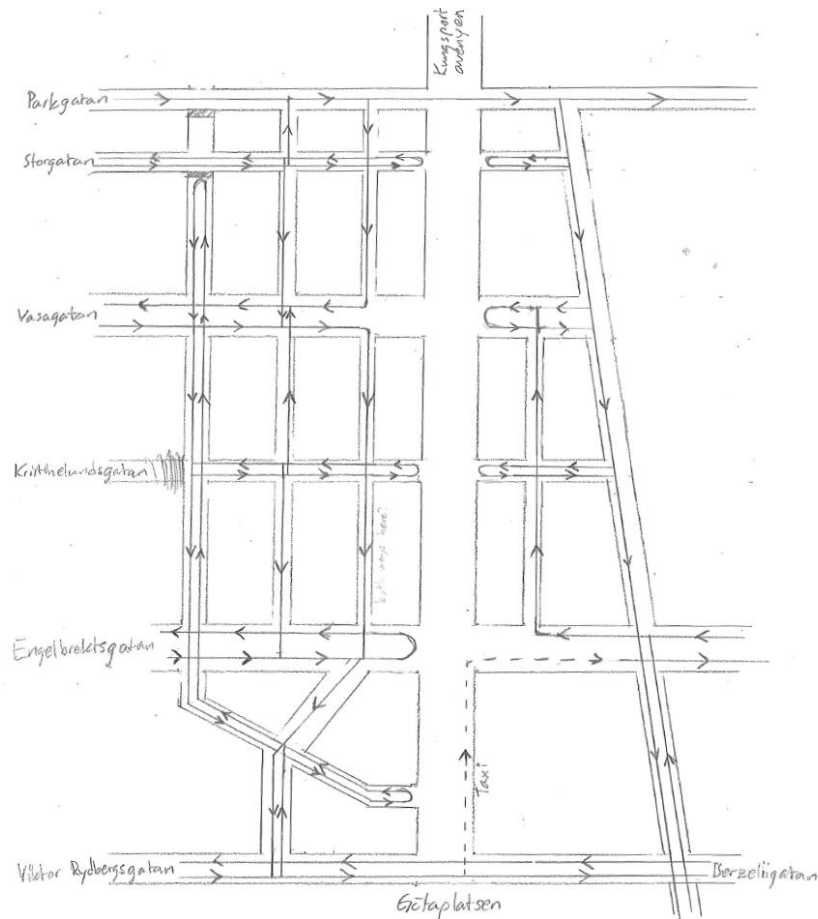 Kungsport
avenyen
Parkgatan
Storgatan
Vasagatan
Kristinelundsgatan
both ways here?
Engelbrektsgatan
Taxi
Viktor Rydbergsgatan
Berzeliigatan
Götaplatsen